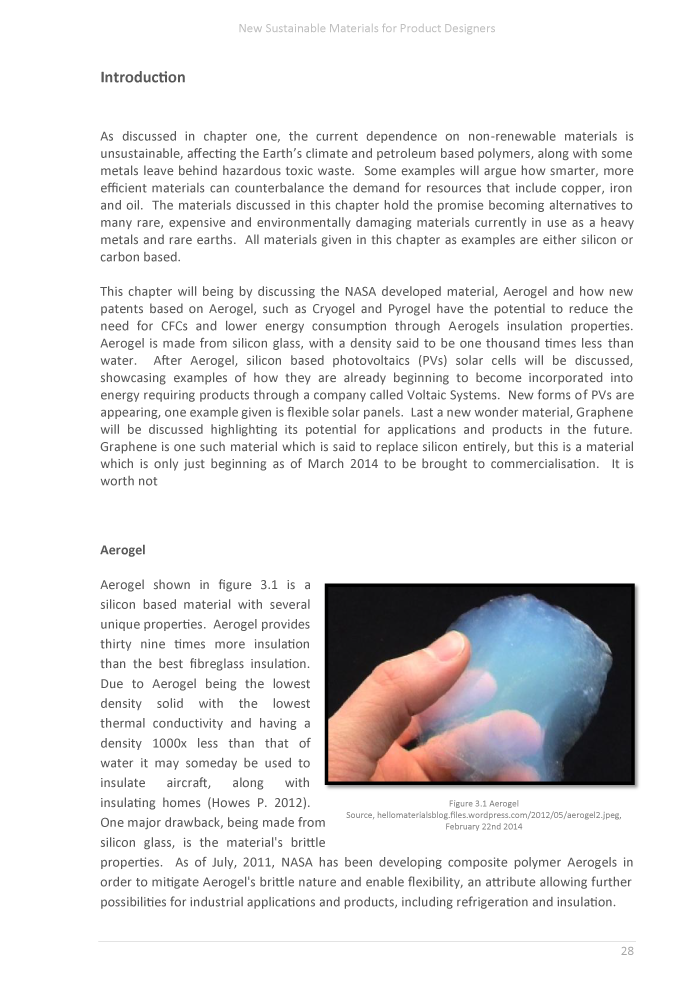 New Sustainable Materials for Product Designers
Introduction
As discussed in chapter one, the current dependence on non-renewable materials is
unsustainable, affecting the Earth's climate and petroleum based polymers, along with some
metals leave behind hazardous toxic waste. Some examples will argue how smarter, more
efficient materials can counterbalance the demand for resources that include copper, iron
and oil. The materials discussed in this chapter hold the promise becoming alternatives to
many rare, expensive and environmentally damaging materials currently in use as a heavy
metals and rare earths. All materials given in this chapter as examples are either silicon or
carbon based.
This chapter will being by discussing the NASA developed material, Aerogel and how new
patents based on Aerogel, such as Cryogel and Pyrogel have the potential to reduce the
need for CFCs and lower energy consumption through Aerogels insulation properties.
Aerogel is made from silicon glass, with a density said to be one thousand times less than
water. After Aerogel, silicon based photovoltaics (PVs) solar cells will be discussed,
showcasing examples of how they are already beginning to become incorporated into
energy requiring products through a company called Voltaic Systems. New forms of PVs are
appearing, one example given is flexible solar panels. Last a new wonder material, Graphene
will be discussed highlighting its potential for applications and products in the future.
Graphene is one such material which is said to replace silicon entirely, but this is a material
which is only just beginning as of March 2014 to be brought to commercialisation. It is
worth not
Aerogel
Aerogel shown in figure 3.1 is a
silicon based material with several
unique properties. Aerogel provides
thirty nine times more insulation
than the best fibreglass insulation.
Due to Aerogel being the lowest
density solid with the lowest
thermal conductivity and having a
density 1000x less than that of
water it may someday be used to
insulate aircraft, along with
insulating homes (Howes P. 2012).
One major drawback, being made from
silicon glass, is the material's brittle
properties. As of July, 2011, NASA has been developing composite polymer Aerogels in
order to mitigate Aerogel's brittle nature and enable flexibility, an attribute allowing further
possibilities for industrial applications and products, including refrigeration and insulation.
Figure 3.1 Aerogel
Source, hellomaterialsblog.files.wordpress.com/2012/05/aerogel2.jpeg,
February 22nd 2014
28